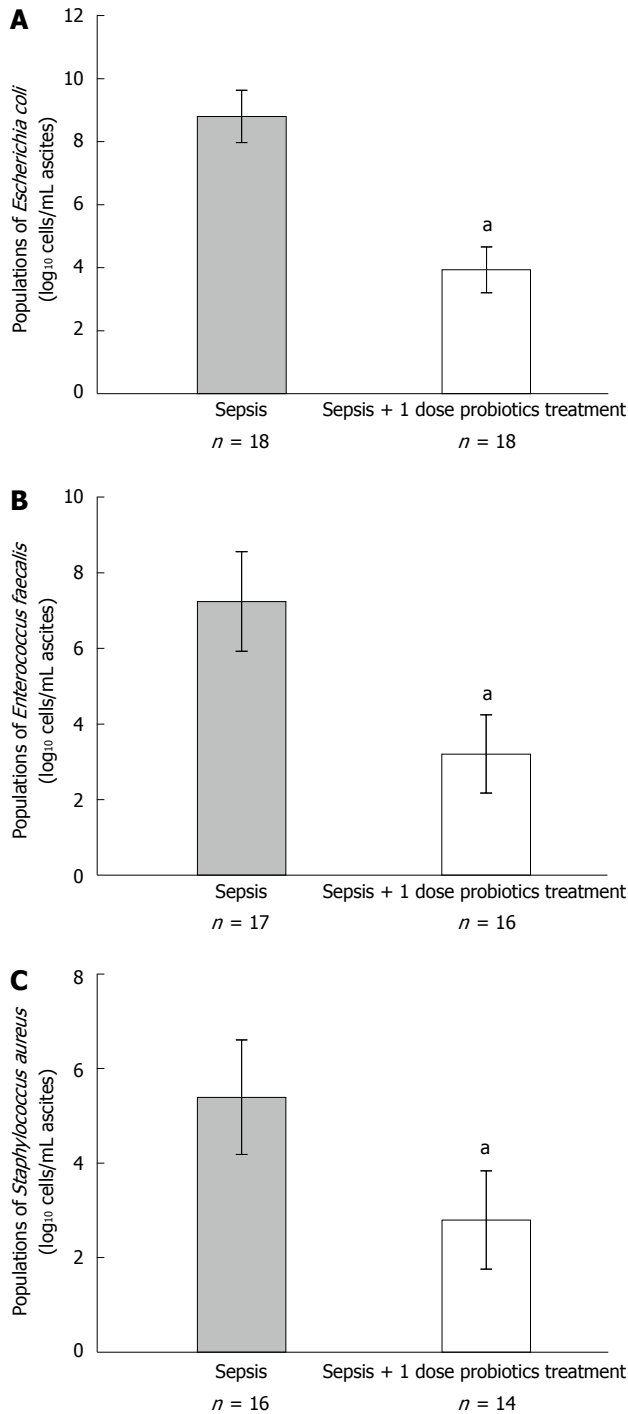 A
Populations of Escherichia coli
(log₁₀ cells/mL ascites)
12
10
8
6
4
2
0
a
Sepsis Sepsis + 1 dose probiotics treatment
n = 18 n = 18
B
Populations of Enterococcus faecalis
(log₁₀ cells/mL ascites)
10
8
6
4
2
0
a
Sepsis Sepsis + 1 dose probiotics treatment
n = 17 n = 16
C
Populations of Staphylococcus aureus
(log₁₀ cells/mL ascites)
8
6
4
2
0
a
Sepsis Sepsis + 1 dose probiotics treatment
n = 16 n = 14